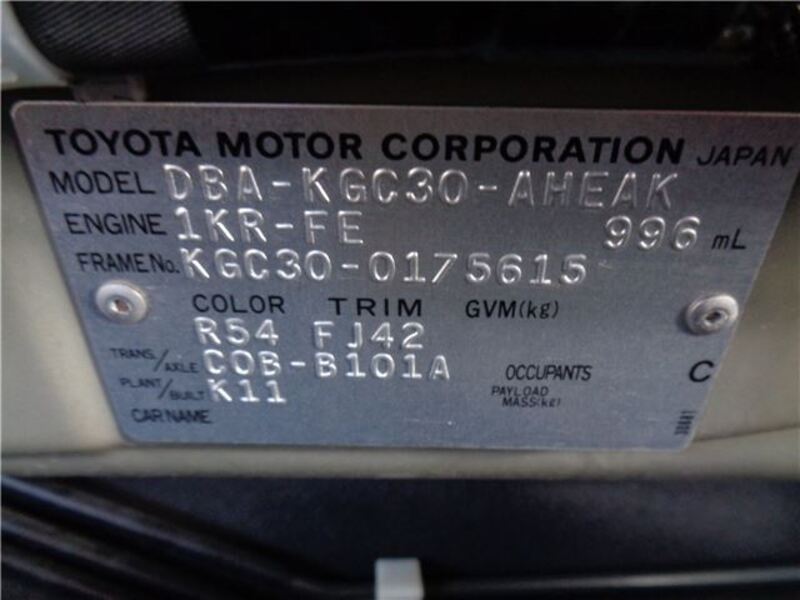 TOYOTA MOTOR CORPORATION JAPAN
MODEL DBA-KGC30-AHEAK
ENGINE 1KR-FE 996 mL
FRAME No. KGC30-0175615
COLOR TRIM GVM(kg)
R54 FJ42
TRANS./AXLE C0B-B101A OCCUPANTS C
PLANT/BUILT K11 PAYLOAD MASS(kg)
CAR NAME